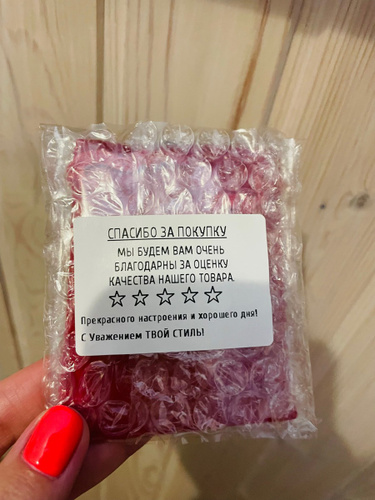 СПАСИБО ЗА ПОКУПКУ
МЫ БУДЕМ ВАМ ОЧЕНЬ
БЛАГОДАРНЫ ЗА ОЦЕНКУ
КАЧЕСТВА НАШЕГО ТОВАРА.
Прекрасного настроения и хорошего дня!
С Уважением ТВОЙ СТИЛЬ!